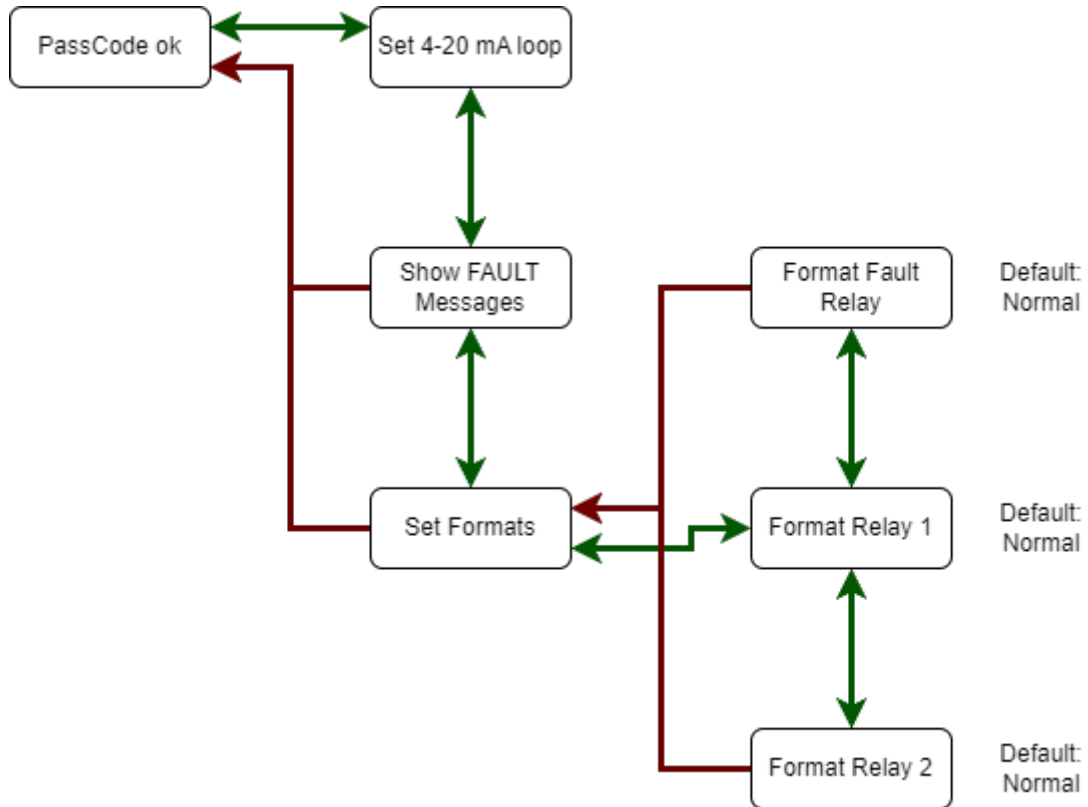 PassCode ok
Set 4-20 mA loop
Show FAULT
Messages
Format Fault
Relay
Default:
Normal
Set Formats
Format Relay 1
Default:
Normal
Format Relay 2
Default:
Normal